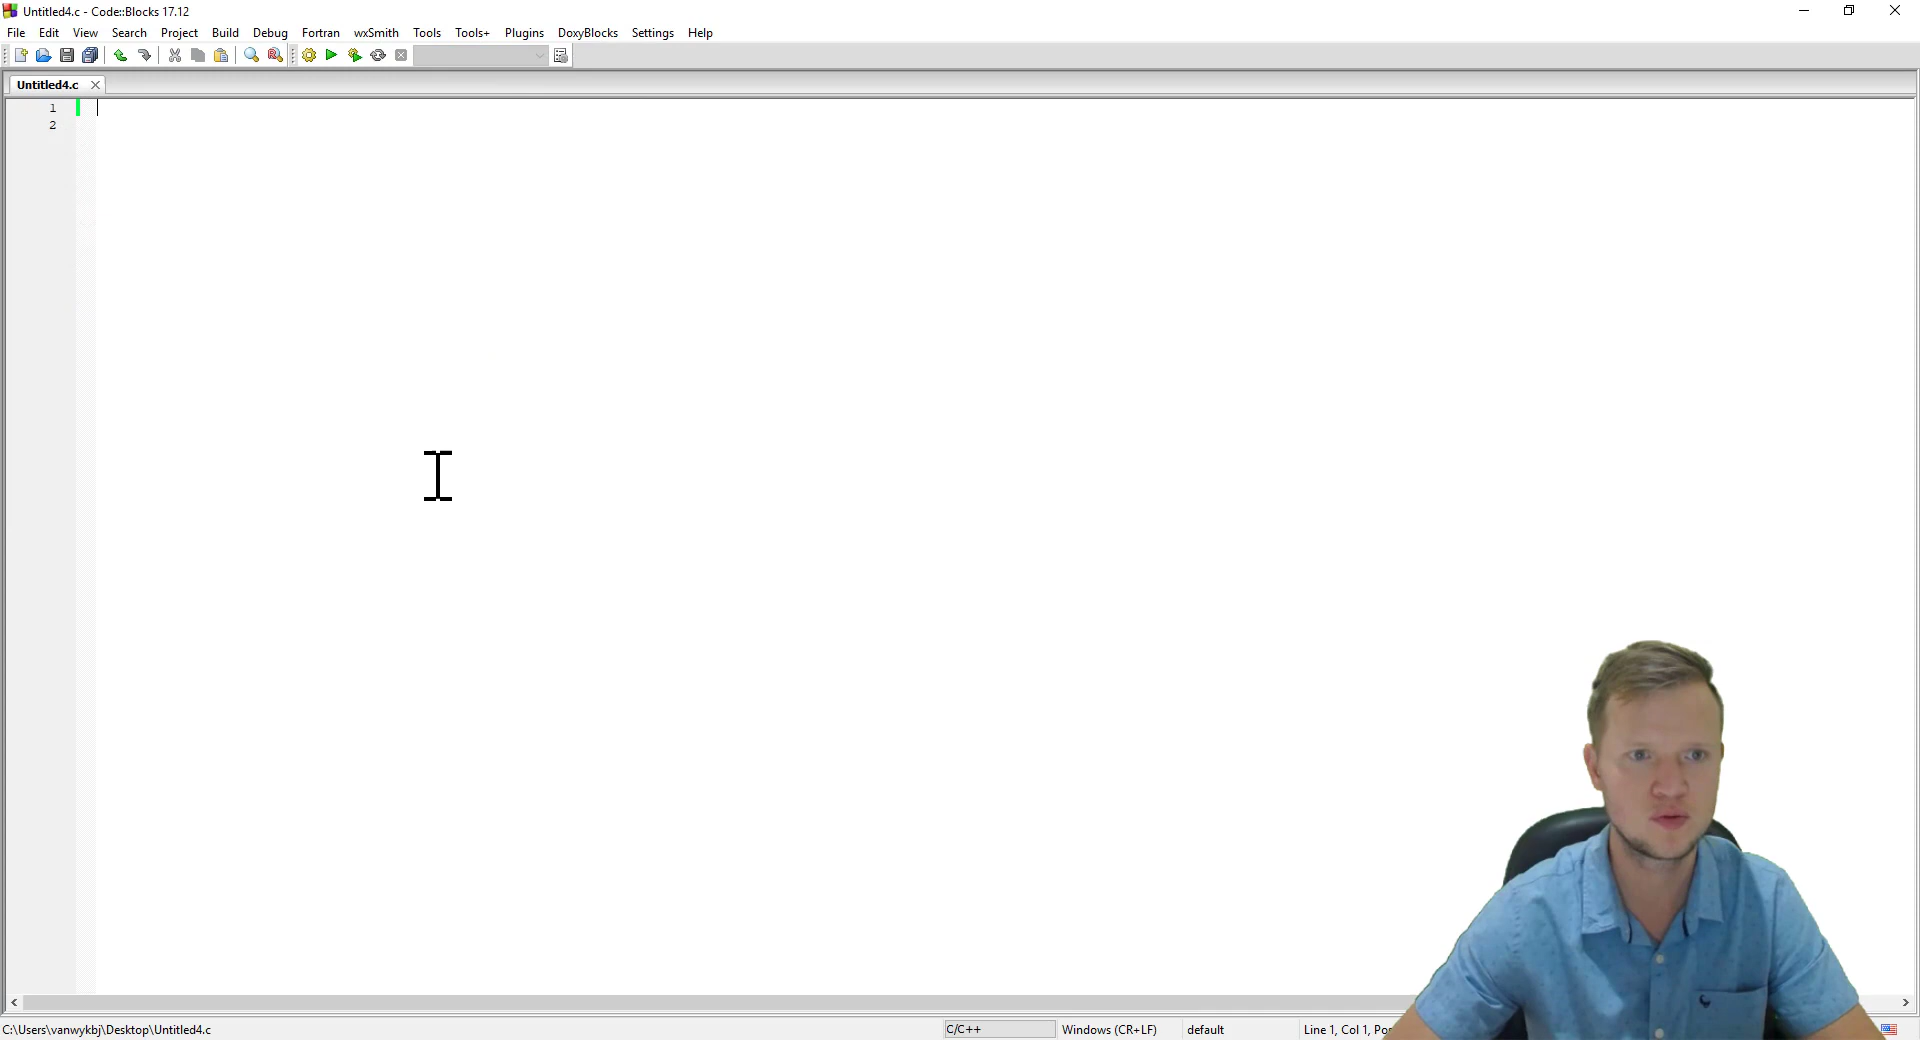 Untitled4.c - Code::Blocks 17.12
File Edit View Search Project Build Debug Fortran wxSmith Tools Tools+ Plugins DoxyBlocks Settings Help
Untitled4.c
1
2
C:\Users\vanwykbj\Desktop\Untitled4.c C/C++ Windows (CR+LF) default Line 1, Col 1, Pos